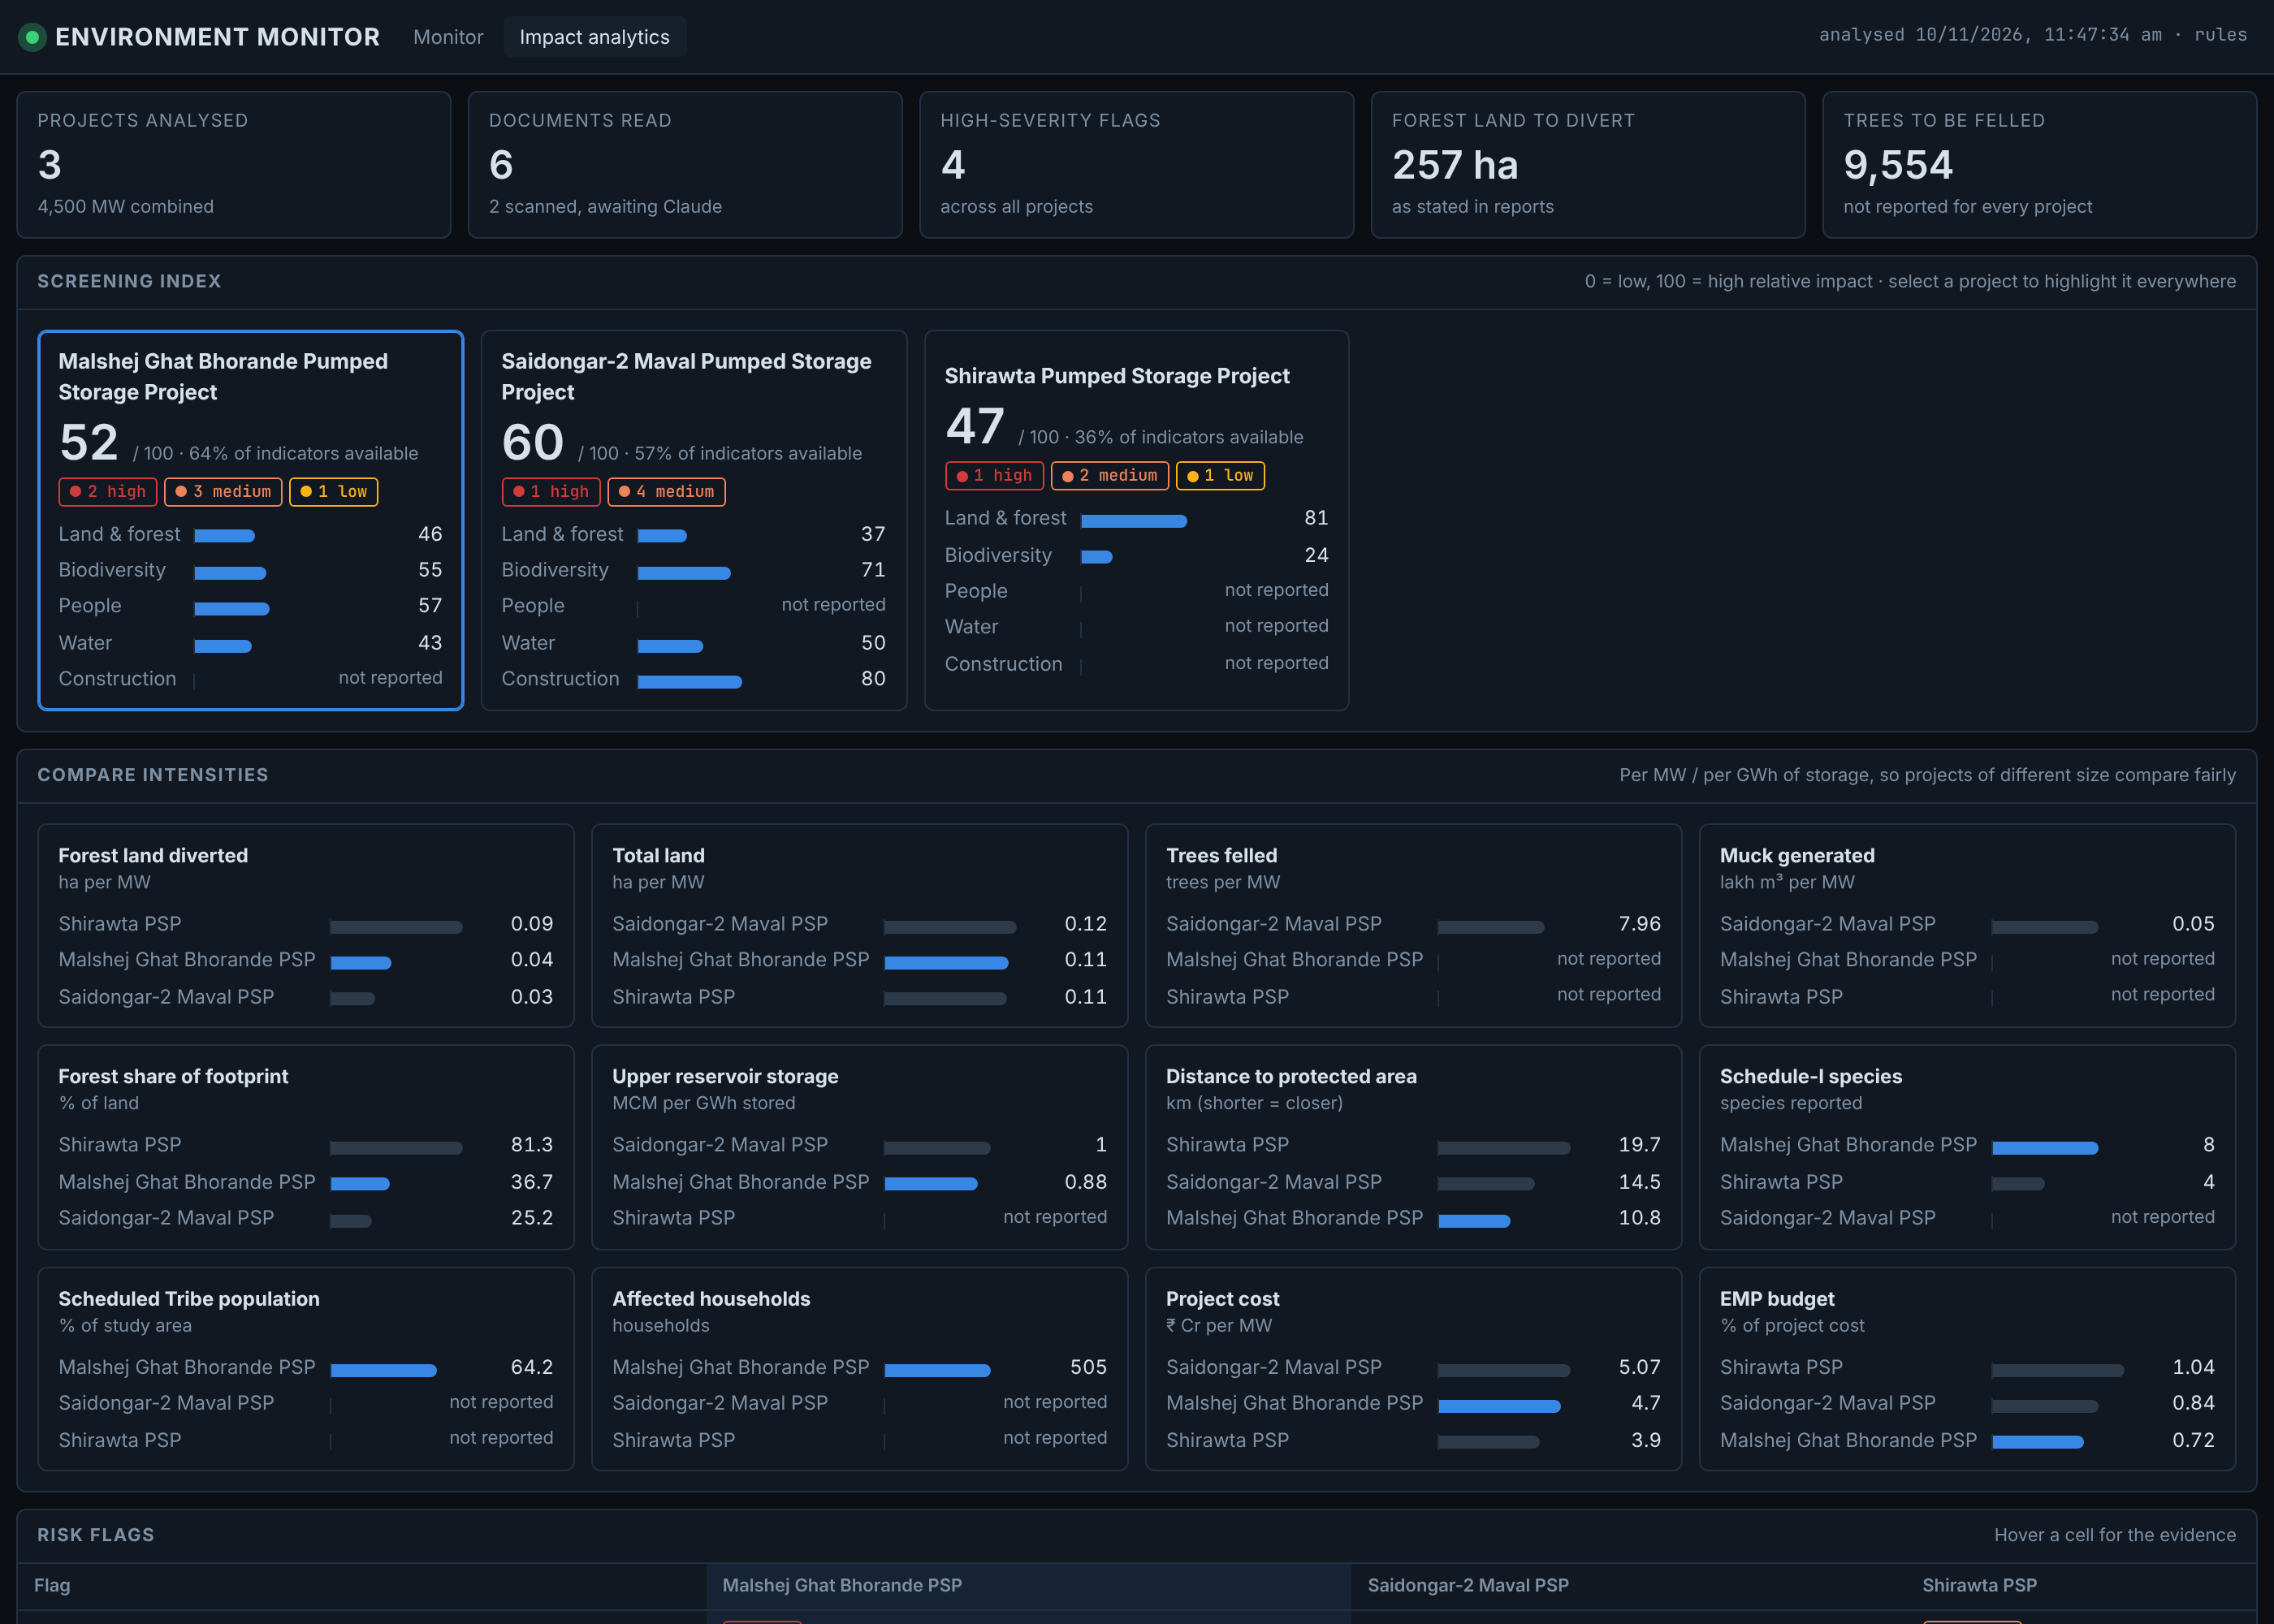 ENVIRONMENT MONITOR Monitor Impact analytics analysed 10/11/2026, 11:47:34 am · rules
PROJECTS ANALYSED
3
4,500 MW combined
DOCUMENTS READ
6
2 scanned, awaiting Claude
HIGH-SEVERITY FLAGS
4
across all projects
FOREST LAND TO DIVERT
257 ha
as stated in reports
TREES TO BE FELLED
9,554
not reported for every project
SCREENING INDEX 0 = low, 100 = high relative impact · select a project to highlight it everywhere
Malshej Ghat Bhorande Pumped
Storage Project
52 / 100 · 64% of indicators available
2 high 3 medium 1 low
Land & forest 46
Biodiversity 55
People 57
Water 43
Construction not reported
Saidongar-2 Maval Pumped Storage
Project
60 / 100 · 57% of indicators available
1 high 4 medium
Land & forest 37
Biodiversity 71
People not reported
Water 50
Construction 80
Shirawta Pumped Storage Project
47 / 100 · 36% of indicators available
1 high 2 medium 1 low
Land & forest 81
Biodiversity 24
People not reported
Water not reported
Construction not reported
COMPARE INTENSITIES Per MW / per GWh of storage, so projects of different size compare fairly
Forest land diverted
ha per MW
Shirawta PSP 0.09
Malshej Ghat Bhorande PSP 0.04
Saidongar-2 Maval PSP 0.03
Total land
ha per MW
Saidongar-2 Maval PSP 0.12
Malshej Ghat Bhorande PSP 0.11
Shirawta PSP 0.11
Trees felled
trees per MW
Saidongar-2 Maval PSP 7.96
Malshej Ghat Bhorande PSP not reported
Shirawta PSP not reported
Muck generated
lakh m³ per MW
Saidongar-2 Maval PSP 0.05
Malshej Ghat Bhorande PSP not reported
Shirawta PSP not reported
Forest share of footprint
% of land
Shirawta PSP 81.3
Malshej Ghat Bhorande PSP 36.7
Saidongar-2 Maval PSP 25.2
Upper reservoir storage
MCM per GWh stored
Saidongar-2 Maval PSP 1
Malshej Ghat Bhorande PSP 0.88
Shirawta PSP not reported
Distance to protected area
km (shorter = closer)
Shirawta PSP 19.7
Saidongar-2 Maval PSP 14.5
Malshej Ghat Bhorande PSP 10.8
Schedule-I species
species reported
Malshej Ghat Bhorande PSP 8
Shirawta PSP 4
Saidongar-2 Maval PSP not reported
Scheduled Tribe population
% of study area
Malshej Ghat Bhorande PSP 64.2
Saidongar-2 Maval PSP not reported
Shirawta PSP not reported
Affected households
households
Malshej Ghat Bhorande PSP 505
Saidongar-2 Maval PSP not reported
Shirawta PSP not reported
Project cost
₹ Cr per MW
Saidongar-2 Maval PSP 5.07
Malshej Ghat Bhorande PSP 4.7
Shirawta PSP 3.9
EMP budget
% of project cost
Shirawta PSP 1.04
Saidongar-2 Maval PSP 0.84
Malshej Ghat Bhorande PSP 0.72
RISK FLAGS Hover a cell for the evidence
Flag Malshej Ghat Bhorande PSP Saidongar-2 Maval PSP Shirawta PSP